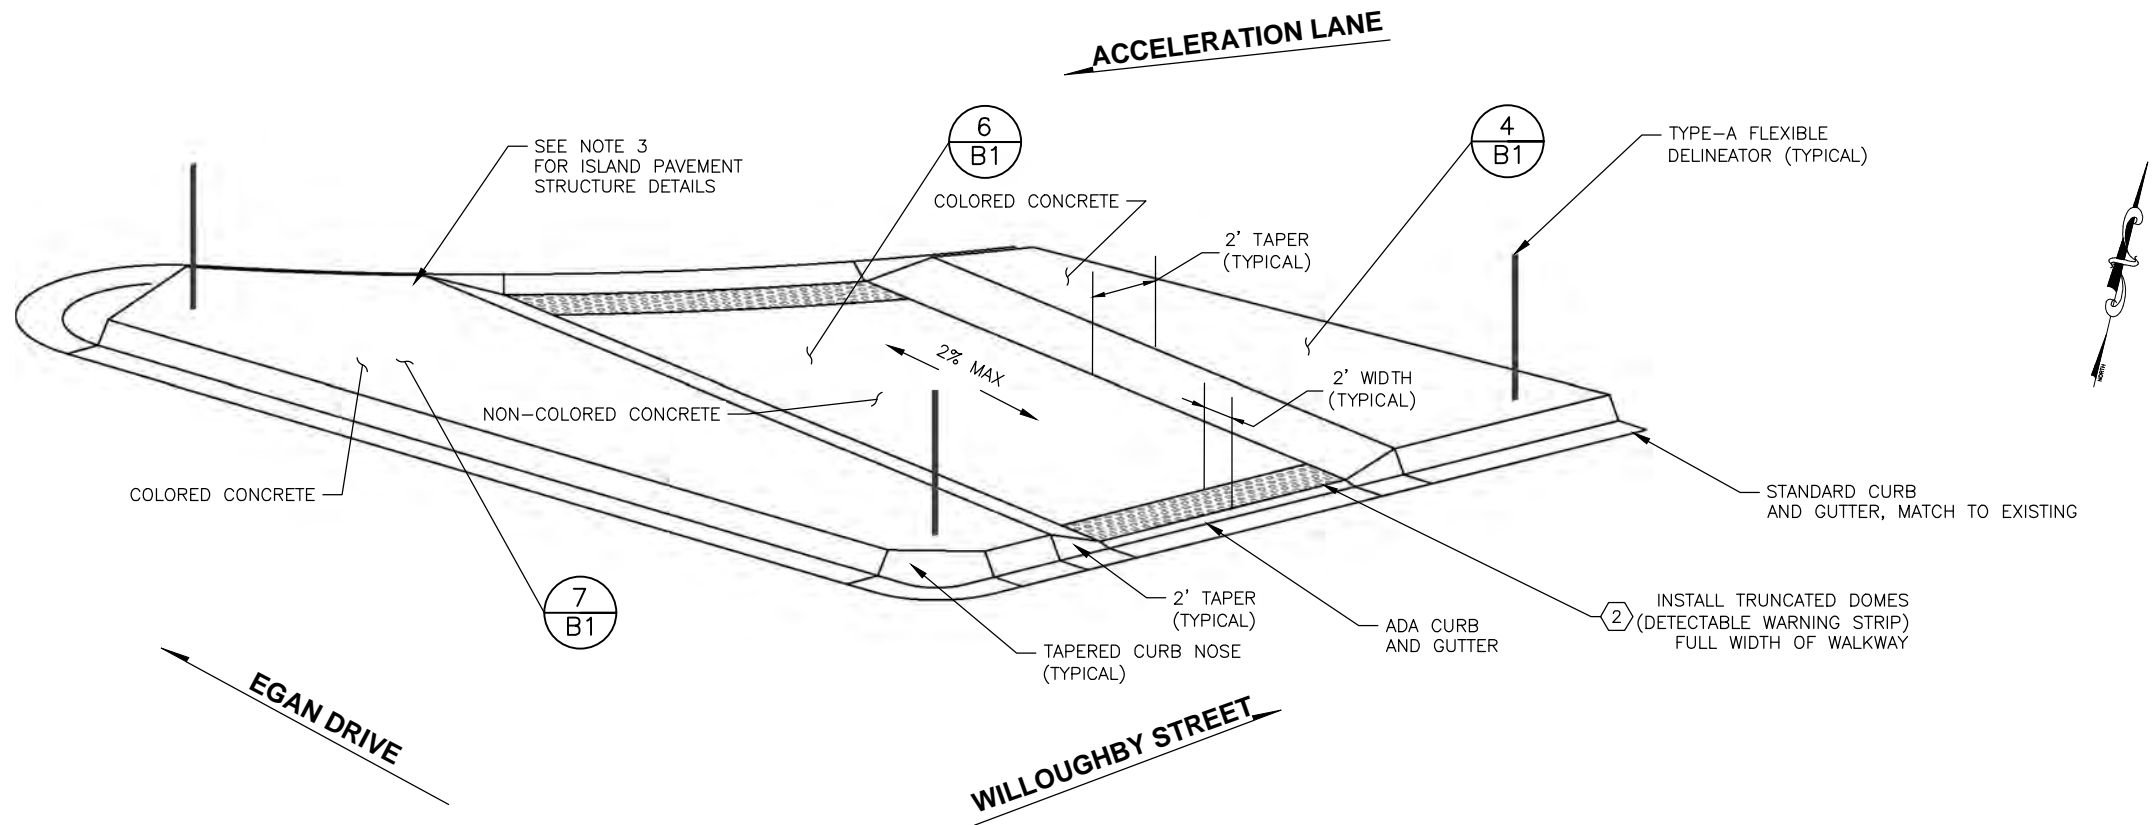 ACCELERATION LANE
SEE NOTE 3
FOR ISLAND PAVEMENT
STRUCTURE DETAILS
6
B1
4
B1
TYPE-A FLEXIBLE
DELINEATOR (TYPICAL)
COLORED CONCRETE
2' TAPER
(TYPICAL)
2% MAX
2' WIDTH
(TYPICAL)
NON-COLORED CONCRETE
COLORED CONCRETE
STANDARD CURB
AND GUTTER, MATCH TO EXISTING
7
B1
2' TAPER
(TYPICAL)
ADA CURB
AND GUTTER
2
INSTALL TRUNCATED DOMES
(DETECTABLE WARNING STRIP)
FULL WIDTH OF WALKWAY
TAPERED CURB NOSE
(TYPICAL)
EGAN DRIVE
WILLOUGHBY STREET
NORTH